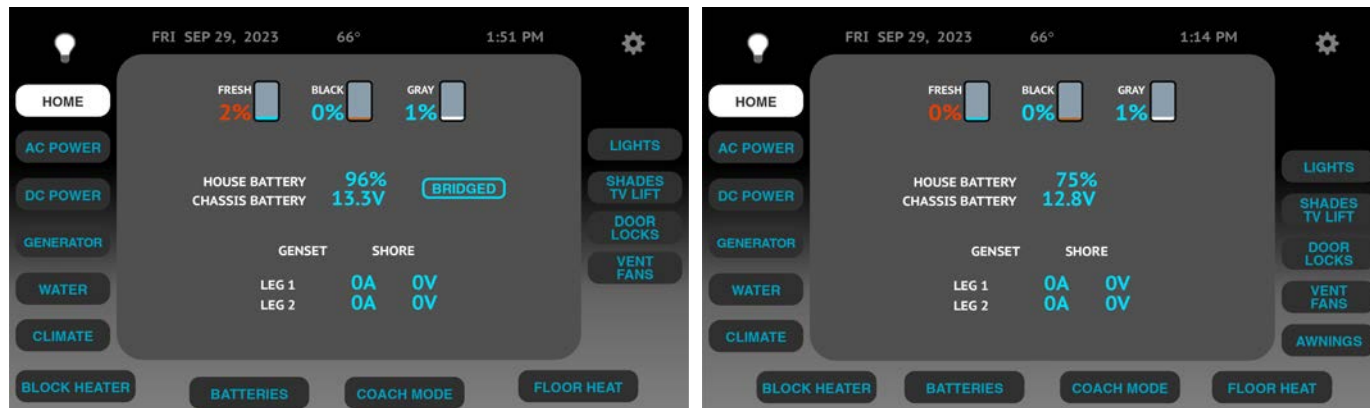 FRI SEP 29, 2023 66° 1:51 PM
HOME
AC POWER
DC POWER
GENERATOR
WATER
CLIMATE
FRESH BLACK GRAY
2% 0% 1%
HOUSE BATTERY 96%
CHASSIS BATTERY 13.3V
BRIDGED
GENSET SHORE
LEG 1 0A 0V
LEG 2 0A 0V
LIGHTS
SHADES
TV LIFT
DOOR
LOCKS
VENT
FANS
BLOCK HEATER BATTERIES COACH MODE FLOOR HEAT
FRI SEP 29, 2023 66° 1:14 PM
HOME
AC POWER
DC POWER
GENERATOR
WATER
CLIMATE
FRESH BLACK GRAY
0% 0% 1%
HOUSE BATTERY 75%
CHASSIS BATTERY 12.8V
GENSET SHORE
LEG 1 0A 0V
LEG 2 0A 0V
LIGHTS
SHADES
TV LIFT
DOOR
LOCKS
VENT
FANS
AWNINGS
BLOCK HEATER BATTERIES COACH MODE FLOOR HEAT